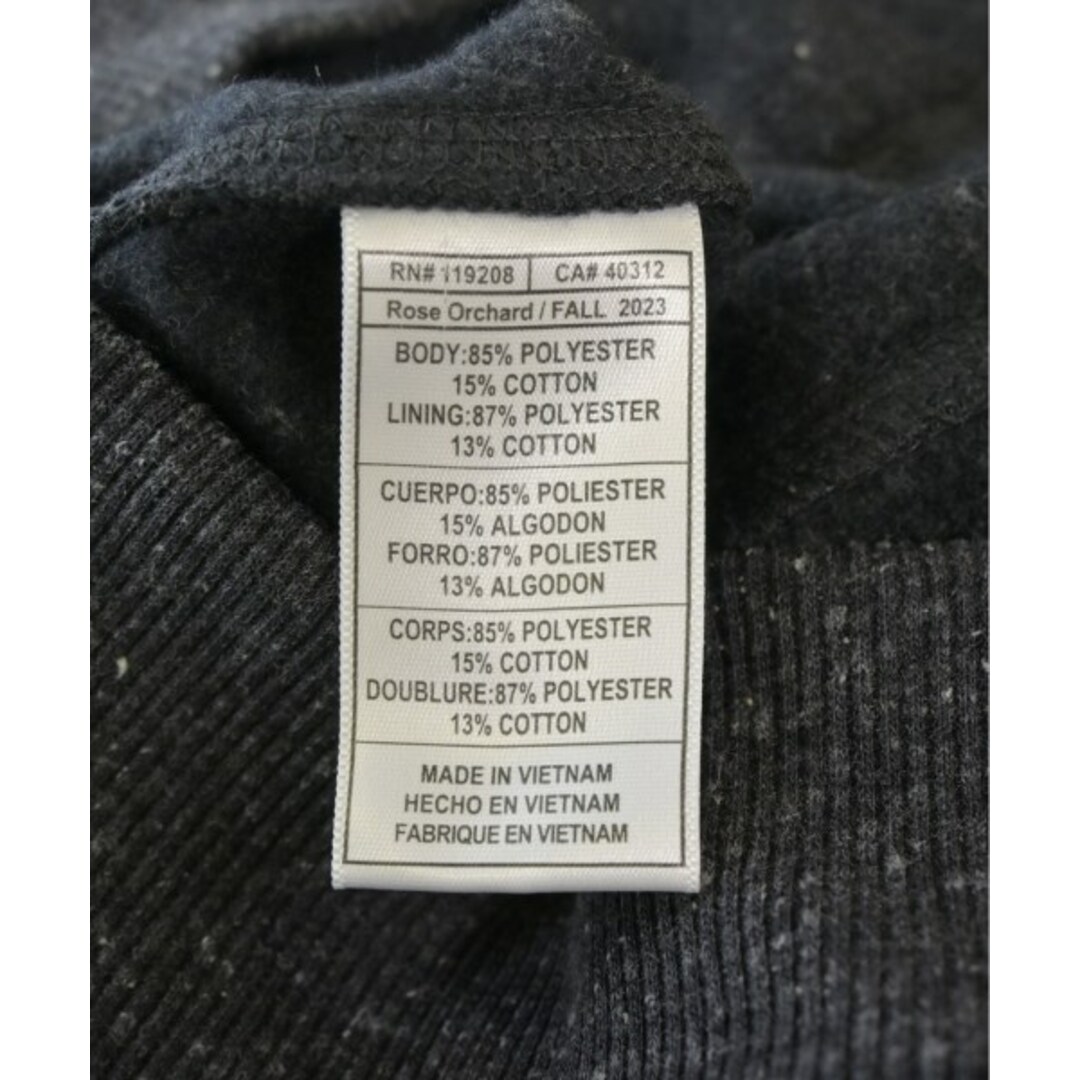 RN# 119208 CA# 40312
Rose Orchard / FALL 2023
BODY:85% POLYESTER
15% COTTON
LINING:87% POLYESTER
13% COTTON
CUERPO:85% POLIESTER
15% ALGODON
FORRO:87% POLIESTER
13% ALGODON
CORPS:85% POLYESTER
15% COTTON
DOUBLURE:87% POLYESTER
13% COTTON
MADE IN VIETNAM
HECHO EN VIETNAM
FABRIQUE EN VIETNAM